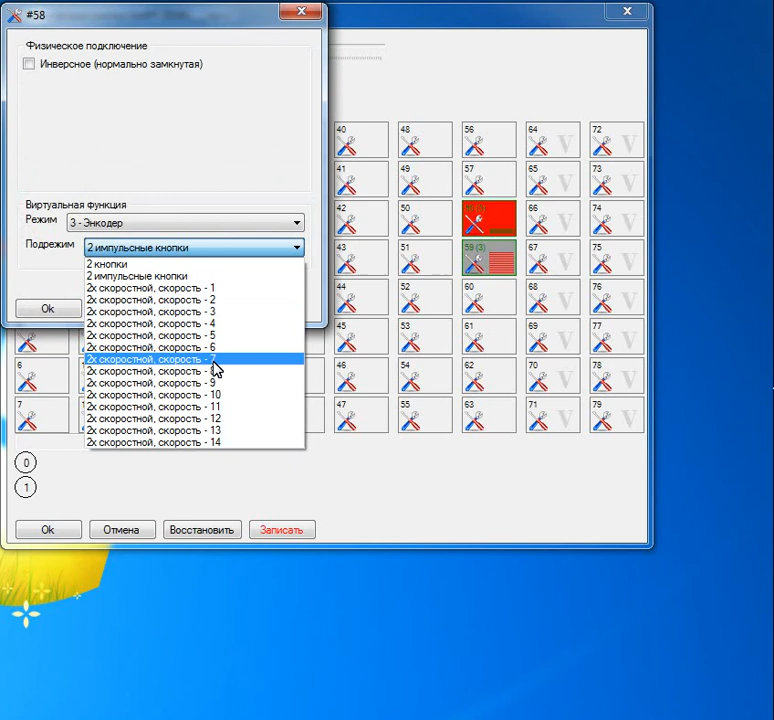 #58
Физическое подключение
Инверсное (нормально замкнутая)
Виртуальная функция
Режим 3 - Энкодер
Подрежим 2 импульсные кнопки
2 кнопки
2 импульсные кнопки
2х скоростной, скорость - 1
2х скоростной, скорость - 2
2х скоростной, скорость - 3
2х скоростной, скорость - 4
2х скоростной, скорость - 5
2х скоростной, скорость - 6
2х скоростной, скорость - 7
2х скоростной, скорость -
2х скоростной, скорость - 9
2х скоростной, скорость - 10
2х скоростной, скорость - 11
2х скоростной, скорость - 12
2х скоростной, скорость - 13
2х скоростной, скорость - 14
Ok
40 48 56 64 V 72 V
41 49 57 65 V 73 V
42 50 66 V 74 V
43 51 59 (3) 67 V 75 V
44 52 60 68 V 76 V
45 53 61 69 V 77 V
6 46 54 62 70 V 78 V
7 47 55 63 71 V 79 V
0
1
Ok Отмена Восстановить Записать